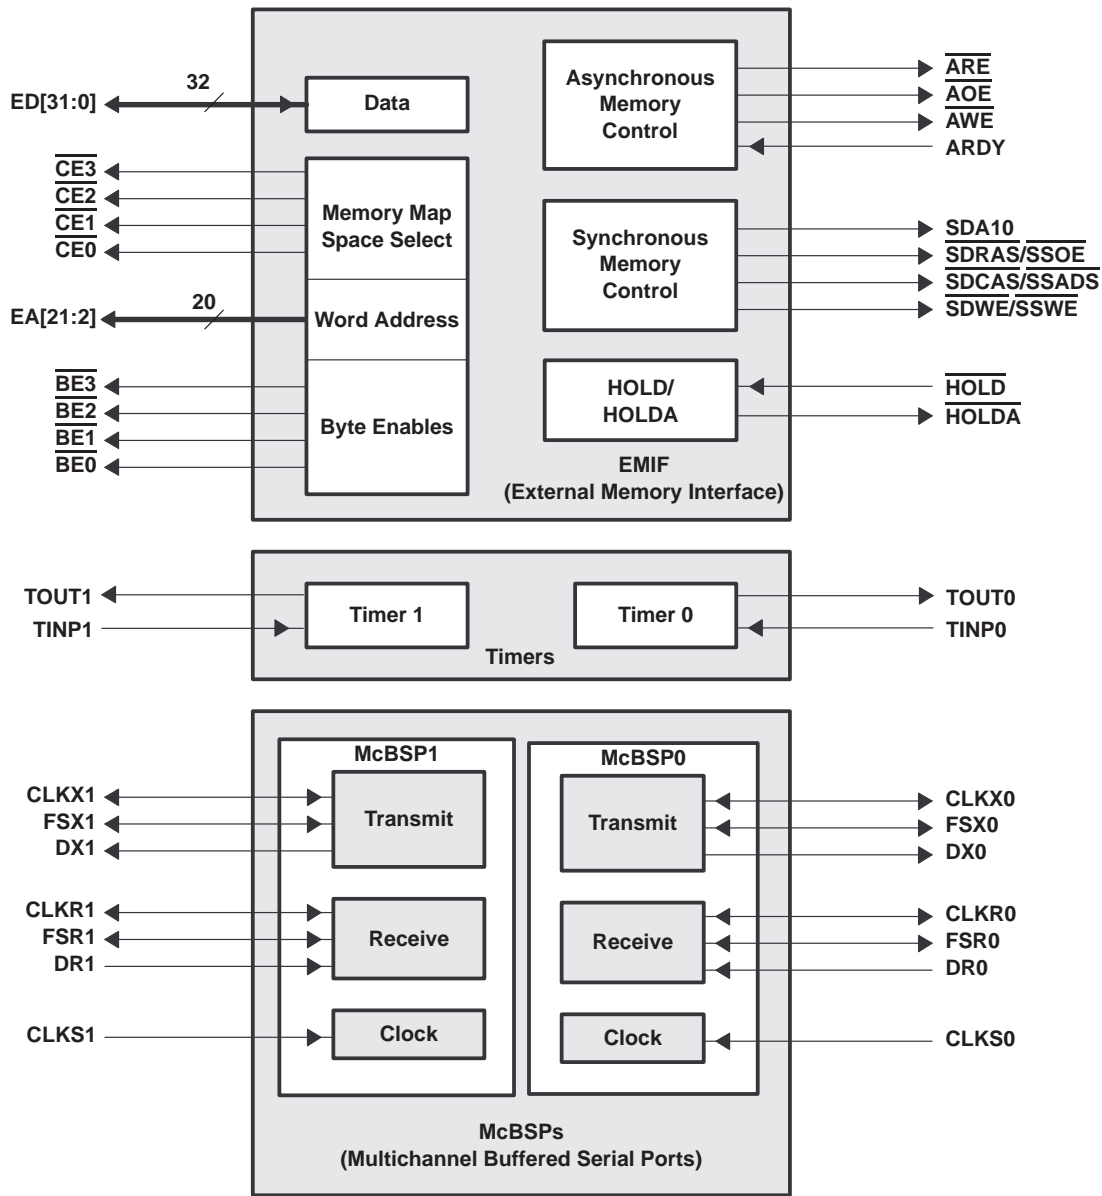 32
ED[31:0]
Data
CE3
CE2
CE1
CE0
Memory Map
Space Select
20
EA[21:2]
Word Address
BE3
BE2
BE1
BE0
Byte Enables
Asynchronous
Memory
Control
ARE
AOE
AWE
ARDY
Synchronous
Memory
Control
SDA10
SDRAS/SSOE
SDCAS/SSADS
SDWE/SSWE
HOLD/
HOLDA
HOLD
HOLDA
EMIF
(External Memory Interface)
TOUT1
TINP1
Timer 1
Timer 0
TOUT0
TINP0
Timers
McBSP1
CLKX1
FSX1
DX1
Transmit
CLKR1
FSR1
DR1
Receive
CLKS1
Clock
McBSP0
Transmit
CLKX0
FSX0
DX0
Receive
CLKR0
FSR0
DR0
Clock
CLKS0
McBSPs
(Multichannel Buffered Serial Ports)